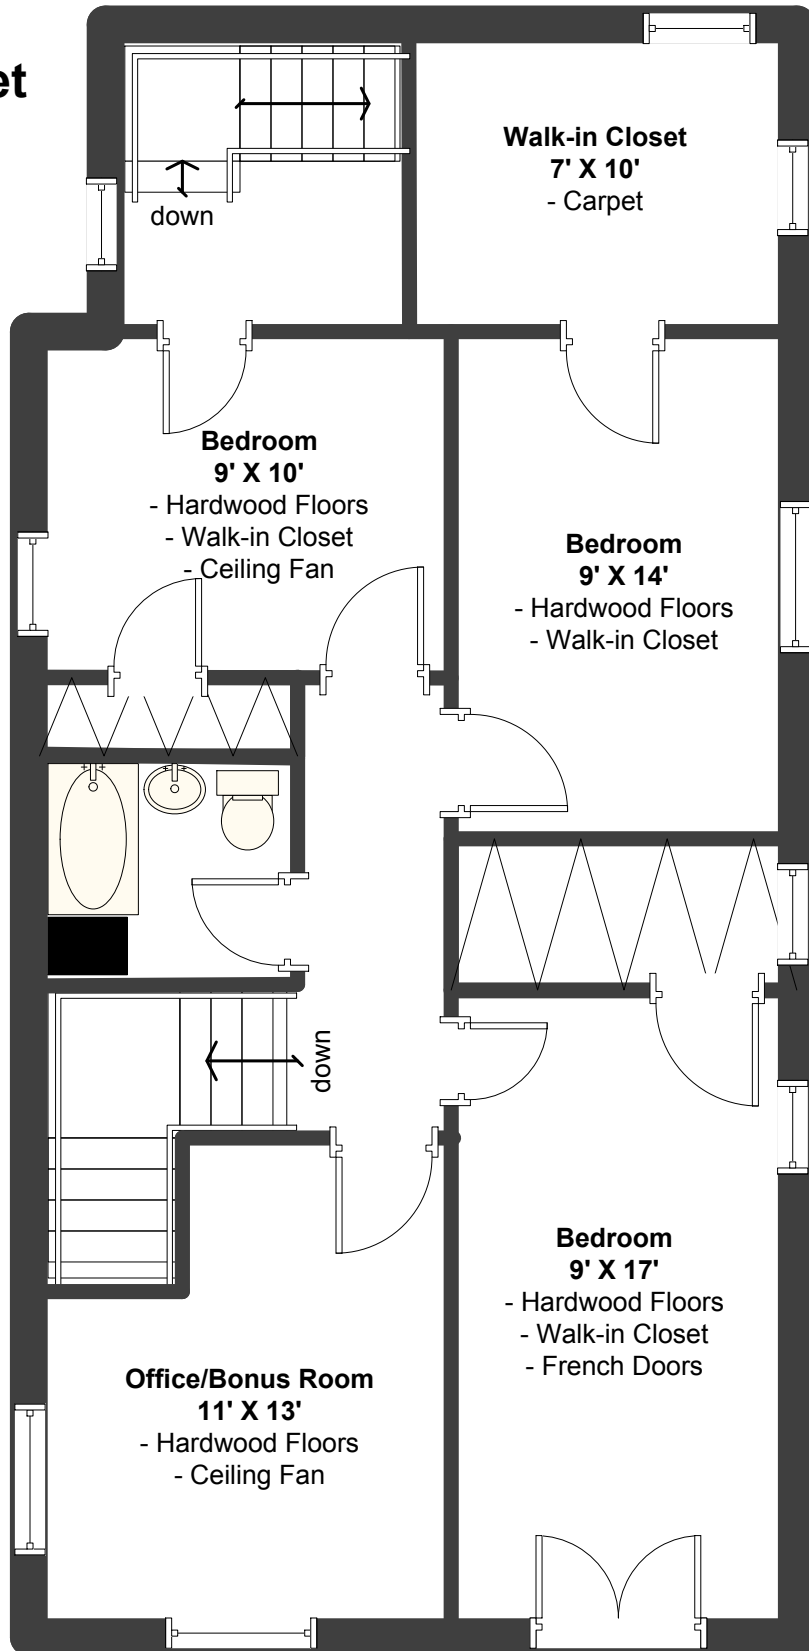 et
Walk-in Closet
7' X 10'
- Carpet
down
Bedroom
9' X 10'
- Hardwood Floors
- Walk-in Closet
- Ceiling Fan
Bedroom
9' X 14'
- Hardwood Floors
- Walk-in Closet
down
Bedroom
9' X 17'
- Hardwood Floors
- Walk-in Closet
- French Doors
Office/Bonus Room
11' X 13'
- Hardwood Floors
- Ceiling Fan